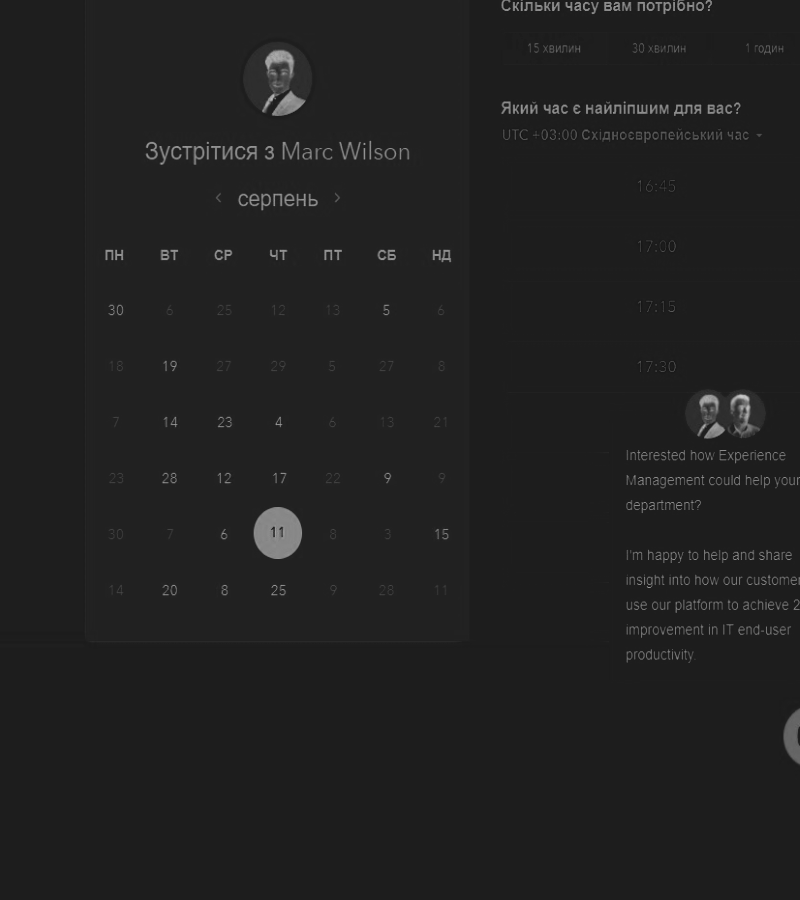 Скільки часу вам потрібно?
15 хвилин 30 хвилин 1 годин
Зустрітися з Marc Wilson
серпень
ПН ВТ СР ЧТ ПТ СБ НД
30 6 25 12 13 5 6
18 19 27 29 5 27 8
7 14 23 4 6 13 21
23 28 12 17 22 9 9
30 7 6 11 8 3 15
14 20 8 25 9 28 11
Який час є найліпшим для вас?
UTC +03:00 Східноєвропейський час
16:45
17:00
17:15
17:30
Interested how Experience
Management could help your
department?
I'm happy to help and share
insight into how our customer
use our platform to achieve 2
improvement in IT end-user
productivity.